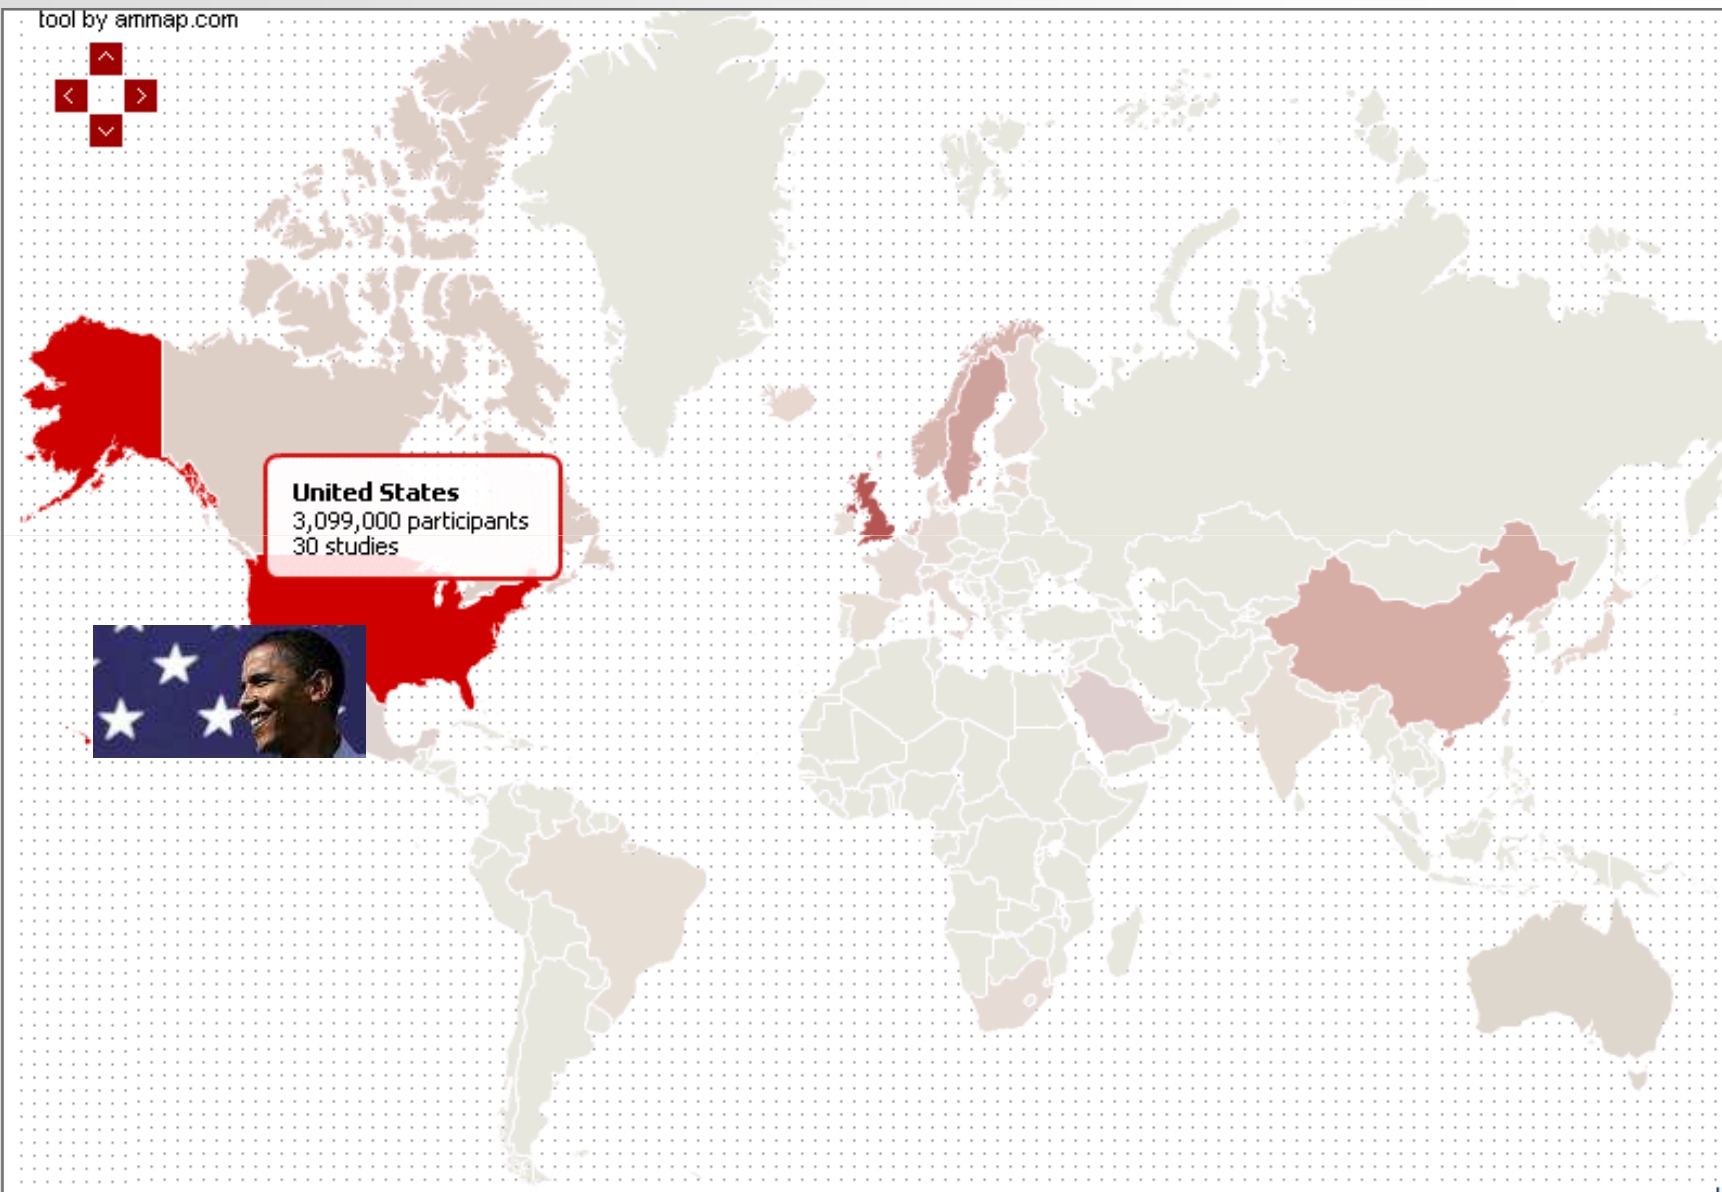 tool by ammap.com
United States
3,099,000 participants
30 studies